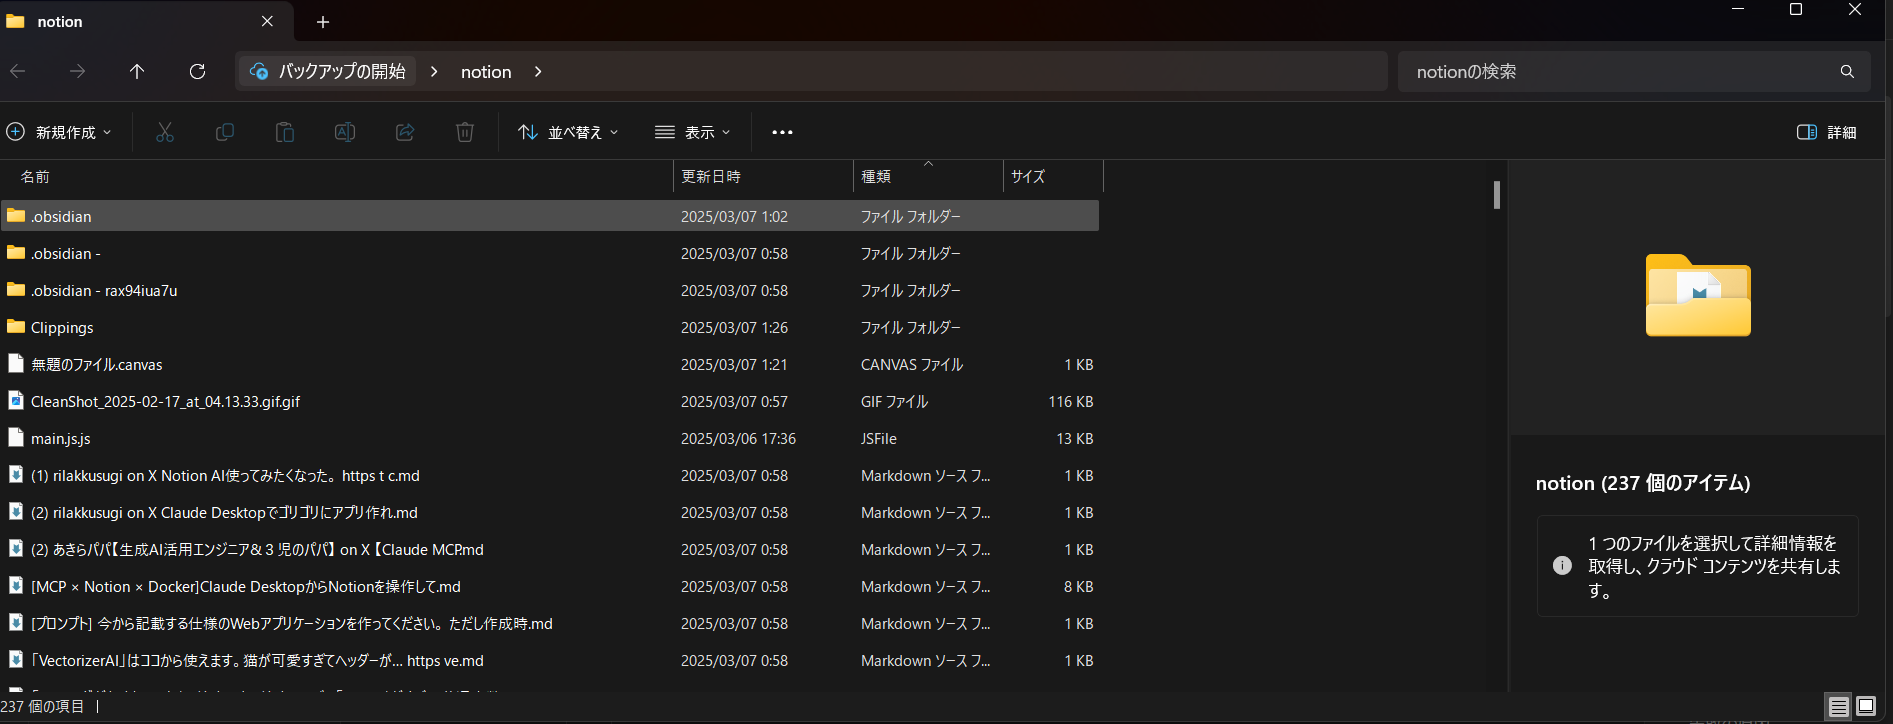 notion
バックアップの開始 > notion >
notionの検索
新規作成 並べ替え 表示 ••• 詳細
名前 更新日時 種類 サイズ
.obsidian 2025/03/07 1:02 ファイル フォルダー
.obsidian - 2025/03/07 0:58 ファイル フォルダー
.obsidian - rax94iua7u 2025/03/07 0:58 ファイル フォルダー
Clippings 2025/03/07 1:26 ファイル フォルダー
無題のファイル.canvas 2025/03/07 1:21 CANVAS ファイル 1 KB
CleanShot_2025-02-17_at_04.13.33.gif.gif 2025/03/07 0:57 GIF ファイル 116 KB
main.js.js 2025/03/06 17:36 JSFile 13 KB
(1) rilakkusugi on X Notion AI使ってみたくなった。 https t c.md 2025/03/07 0:58 Markdown ソース フ... 1 KB
(2) rilakkusugi on X Claude Desktopでゴリゴリにアプリ作れ.md 2025/03/07 0:58 Markdown ソース フ... 1 KB
(2) あきらパパ【生成AI活用エンジニア&３児のパパ】 on X 【Claude MCP.md 2025/03/07 0:58 Markdown ソース フ... 1 KB
[MCP × Notion × Docker]Claude DesktopからNotionを操作して.md 2025/03/07 0:58 Markdown ソース フ... 8 KB
[プロンプト] 今から記載する仕様のWebアプリケーションを作ってください。ただし作成時.md 2025/03/07 0:58 Markdown ソース フ... 1 KB
「VectorizerAI」はココから使えます。猫が可愛すぎてヘッダーが... https ve.md 2025/03/07 0:58 Markdown ソース フ... 1 KB
notion (237 個のアイテム)
1 つのファイルを選択して詳細情報を
取得し、クラウド コンテンツを共有しま
す。
237 個の項目